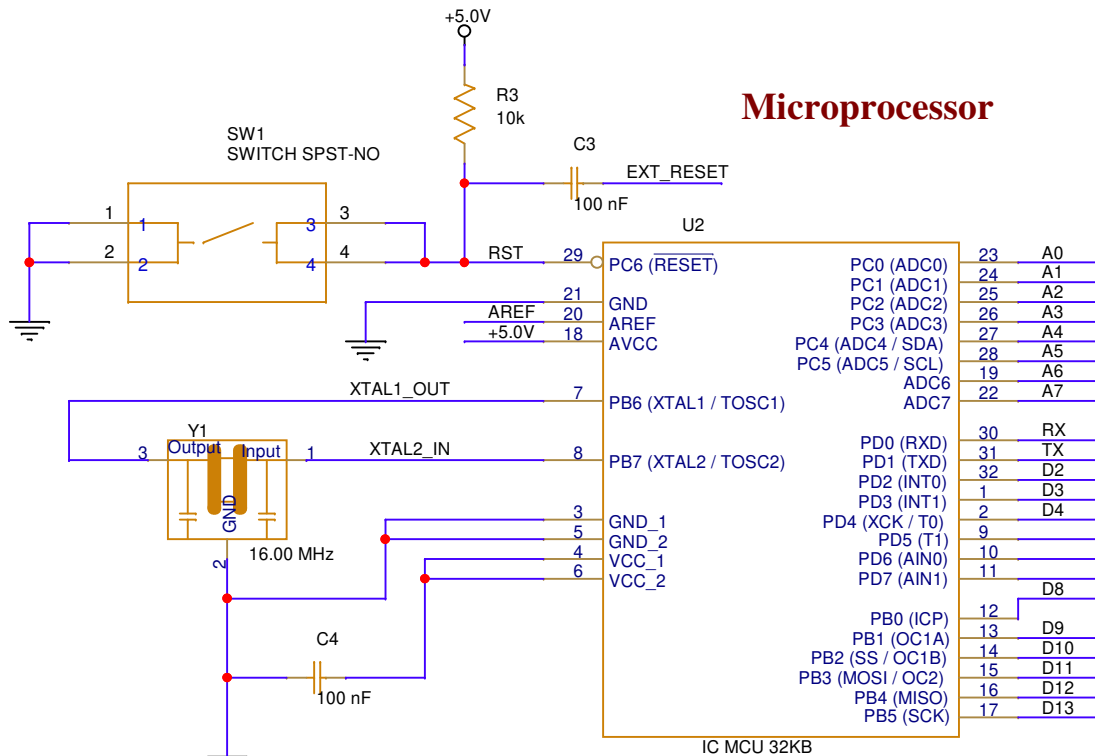 +5.0V
Microprocessor
R3
10k
SW1
SWITCH SPST-NO
C3
EXT_RESET
100 nF
U2
1 1 3 3
2 2 4 4
RST 29 PC6 (RESET)
21 GND
AREF 20 AREF
+5.0V 18 AVCC
XTAL1_OUT 7 PB6 (XTAL1 / TOSC1)
Y1
3 Output Input 1
XTAL2_IN 8 PB7 (XTAL2 / TOSC2)
GND
2
16.00 MHz
3 GND_1
5 GND_2
4 VCC_1
6 VCC_2
C4
100 nF
PC0 (ADC0) 23 A0
PC1 (ADC1) 24 A1
PC2 (ADC2) 25 A2
PC3 (ADC3) 26 A3
PC4 (ADC4 / SDA) 27 A4
PC5 (ADC5 / SCL) 28 A5
ADC6 19 A6
ADC7 22 A7
PD0 (RXD) 30 RX
PD1 (TXD) 31 TX
PD2 (INT0) 32 D2
PD3 (INT1) 1 D3
PD4 (XCK / T0) 2 D4
PD5 (T1) 9
PD6 (AIN0) 10
PD7 (AIN1) 11
PB0 (ICP) 12 D8
PB1 (OC1A) 13 D9
PB2 (SS / OC1B) 14 D10
PB3 (MOSI / OC2) 15 D11
PB4 (MISO) 16 D12
PB5 (SCK) 17 D13
IC MCU 32KB